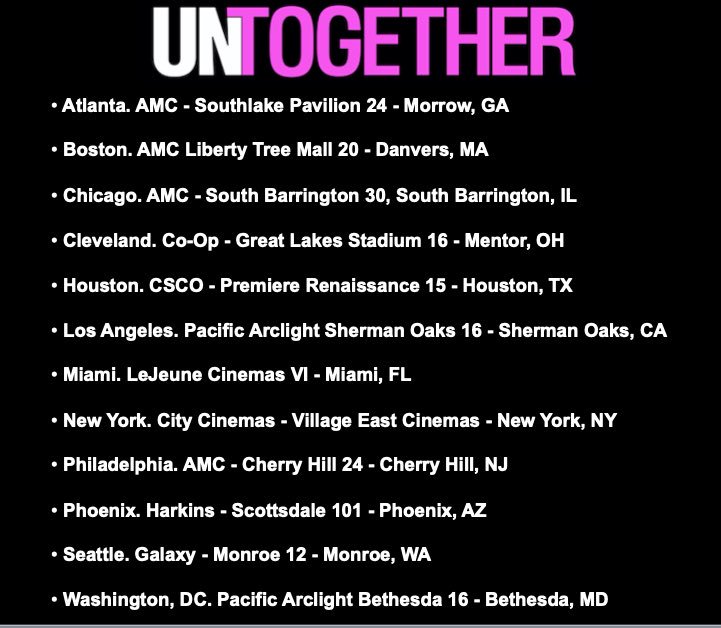 UNTOGETHER
• Atlanta. AMC - Southlake Pavilion 24 - Morrow, GA
• Boston. AMC Liberty Tree Mall 20 - Danvers, MA
• Chicago. AMC - South Barrington 30, South Barrington, IL
• Cleveland. Co-Op - Great Lakes Stadium 16 - Mentor, OH
• Houston. CSCO - Premiere Renaissance 15 - Houston, TX
• Los Angeles. Pacific Arclight Sherman Oaks 16 - Sherman Oaks, CA
• Miami. LeJeune Cinemas VI - Miami, FL
• New York. City Cinemas - Village East Cinemas - New York, NY
• Philadelphia. AMC - Cherry Hill 24 - Cherry Hill, NJ
• Phoenix. Harkins - Scottsdale 101 - Phoenix, AZ
• Seattle. Galaxy - Monroe 12 - Monroe, WA
• Washington, DC. Pacific Arclight Bethesda 16 - Bethesda, MD